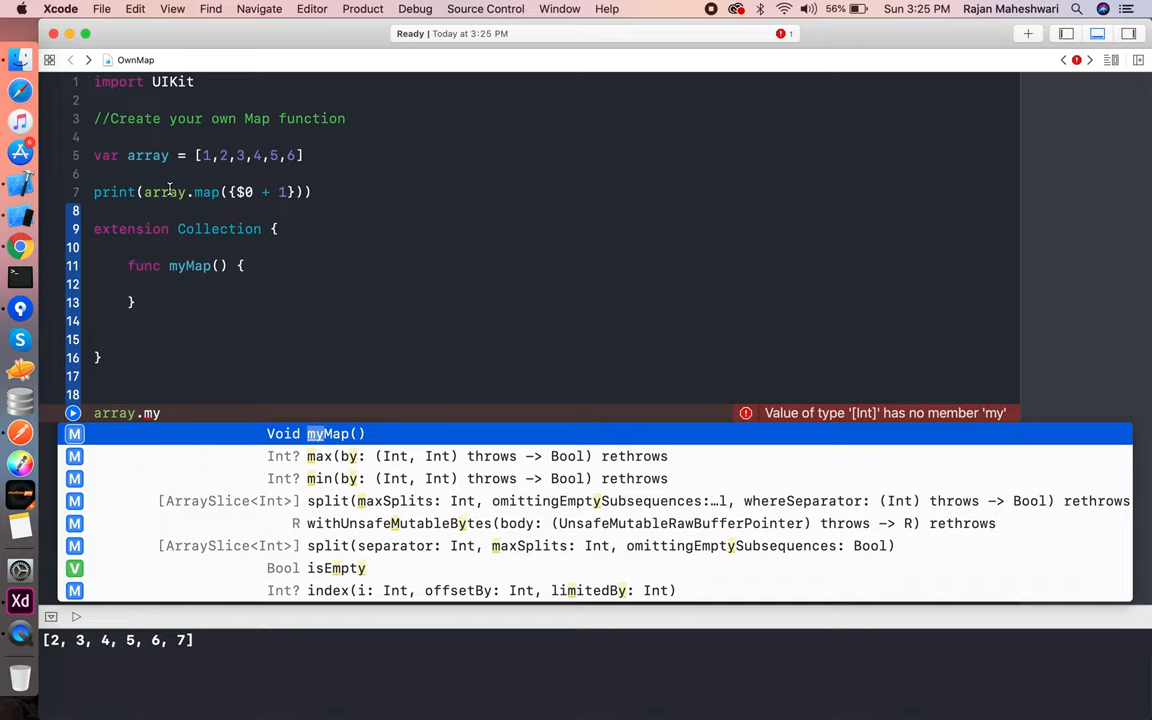 Xcode File Edit View Find Navigate Editor Product Debug Source Control Window Help 56% Sun 3:25 PM Rajan Maheshwari
Ready | Today at 3:25 PM 1
OwnMap
1 import UIKit
2
3 //Create your own Map function
4
5 var array = [1,2,3,4,5,6]
6
7 print(array.map({$0 + 1}))
8
9 extension Collection {
10
11 func myMap() {
12
13 }
14
15
16 }
17
18
array.my Value of type '[Int]' has no member 'my'
M Void myMap()
M Int? max(by: (Int, Int) throws -> Bool) rethrows
M Int? min(by: (Int, Int) throws -> Bool) rethrows
M [ArraySlice<Int>] split(maxSplits: Int, omittingEmptySubsequences:…l, whereSeparator: (Int) throws -> Bool) rethrows
M R withUnsafeMutableBytes(body: (UnsafeMutableRawBufferPointer) throws -> R) rethrows
M [ArraySlice<Int>] split(separator: Int, maxSplits: Int, omittingEmptySubsequences: Bool)
V Bool isEmpty
M Int? index(i: Int, offsetBy: Int, limitedBy: Int)
Xd
[2, 3, 4, 5, 6, 7]